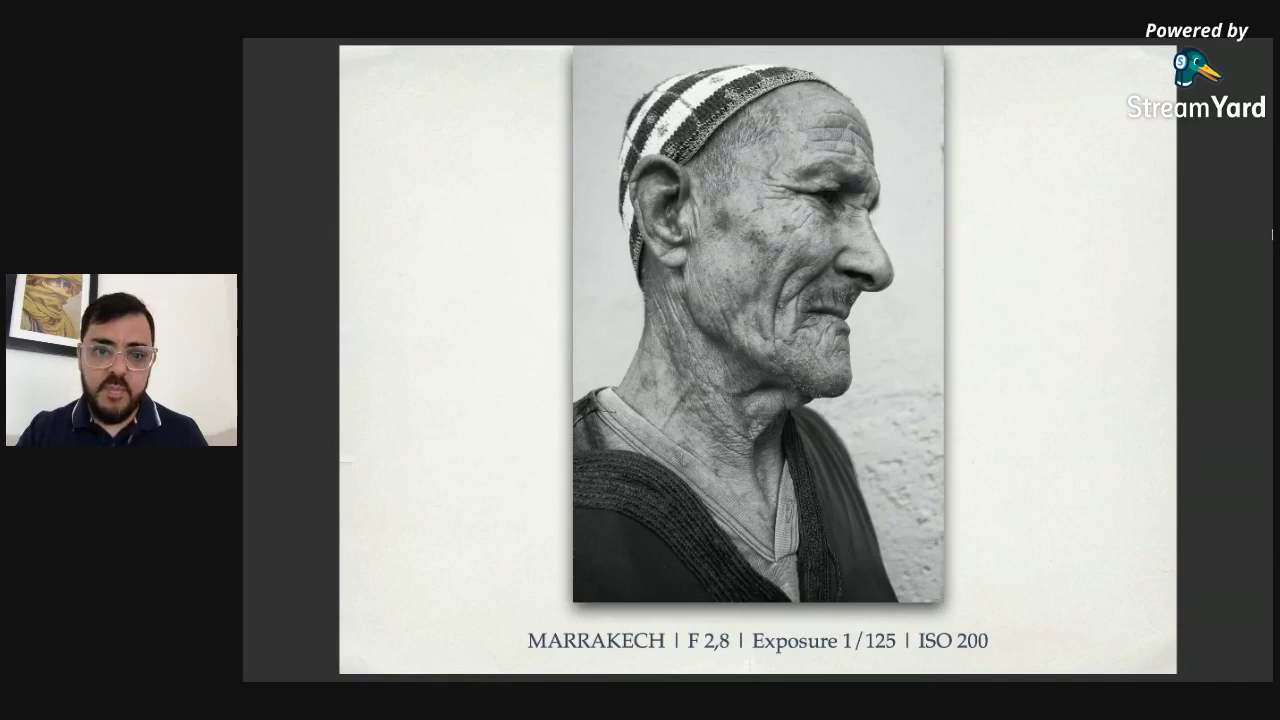 Powered by
StreamYard
MARRAKECH | F 2,8 | Exposure 1/125 | ISO 200